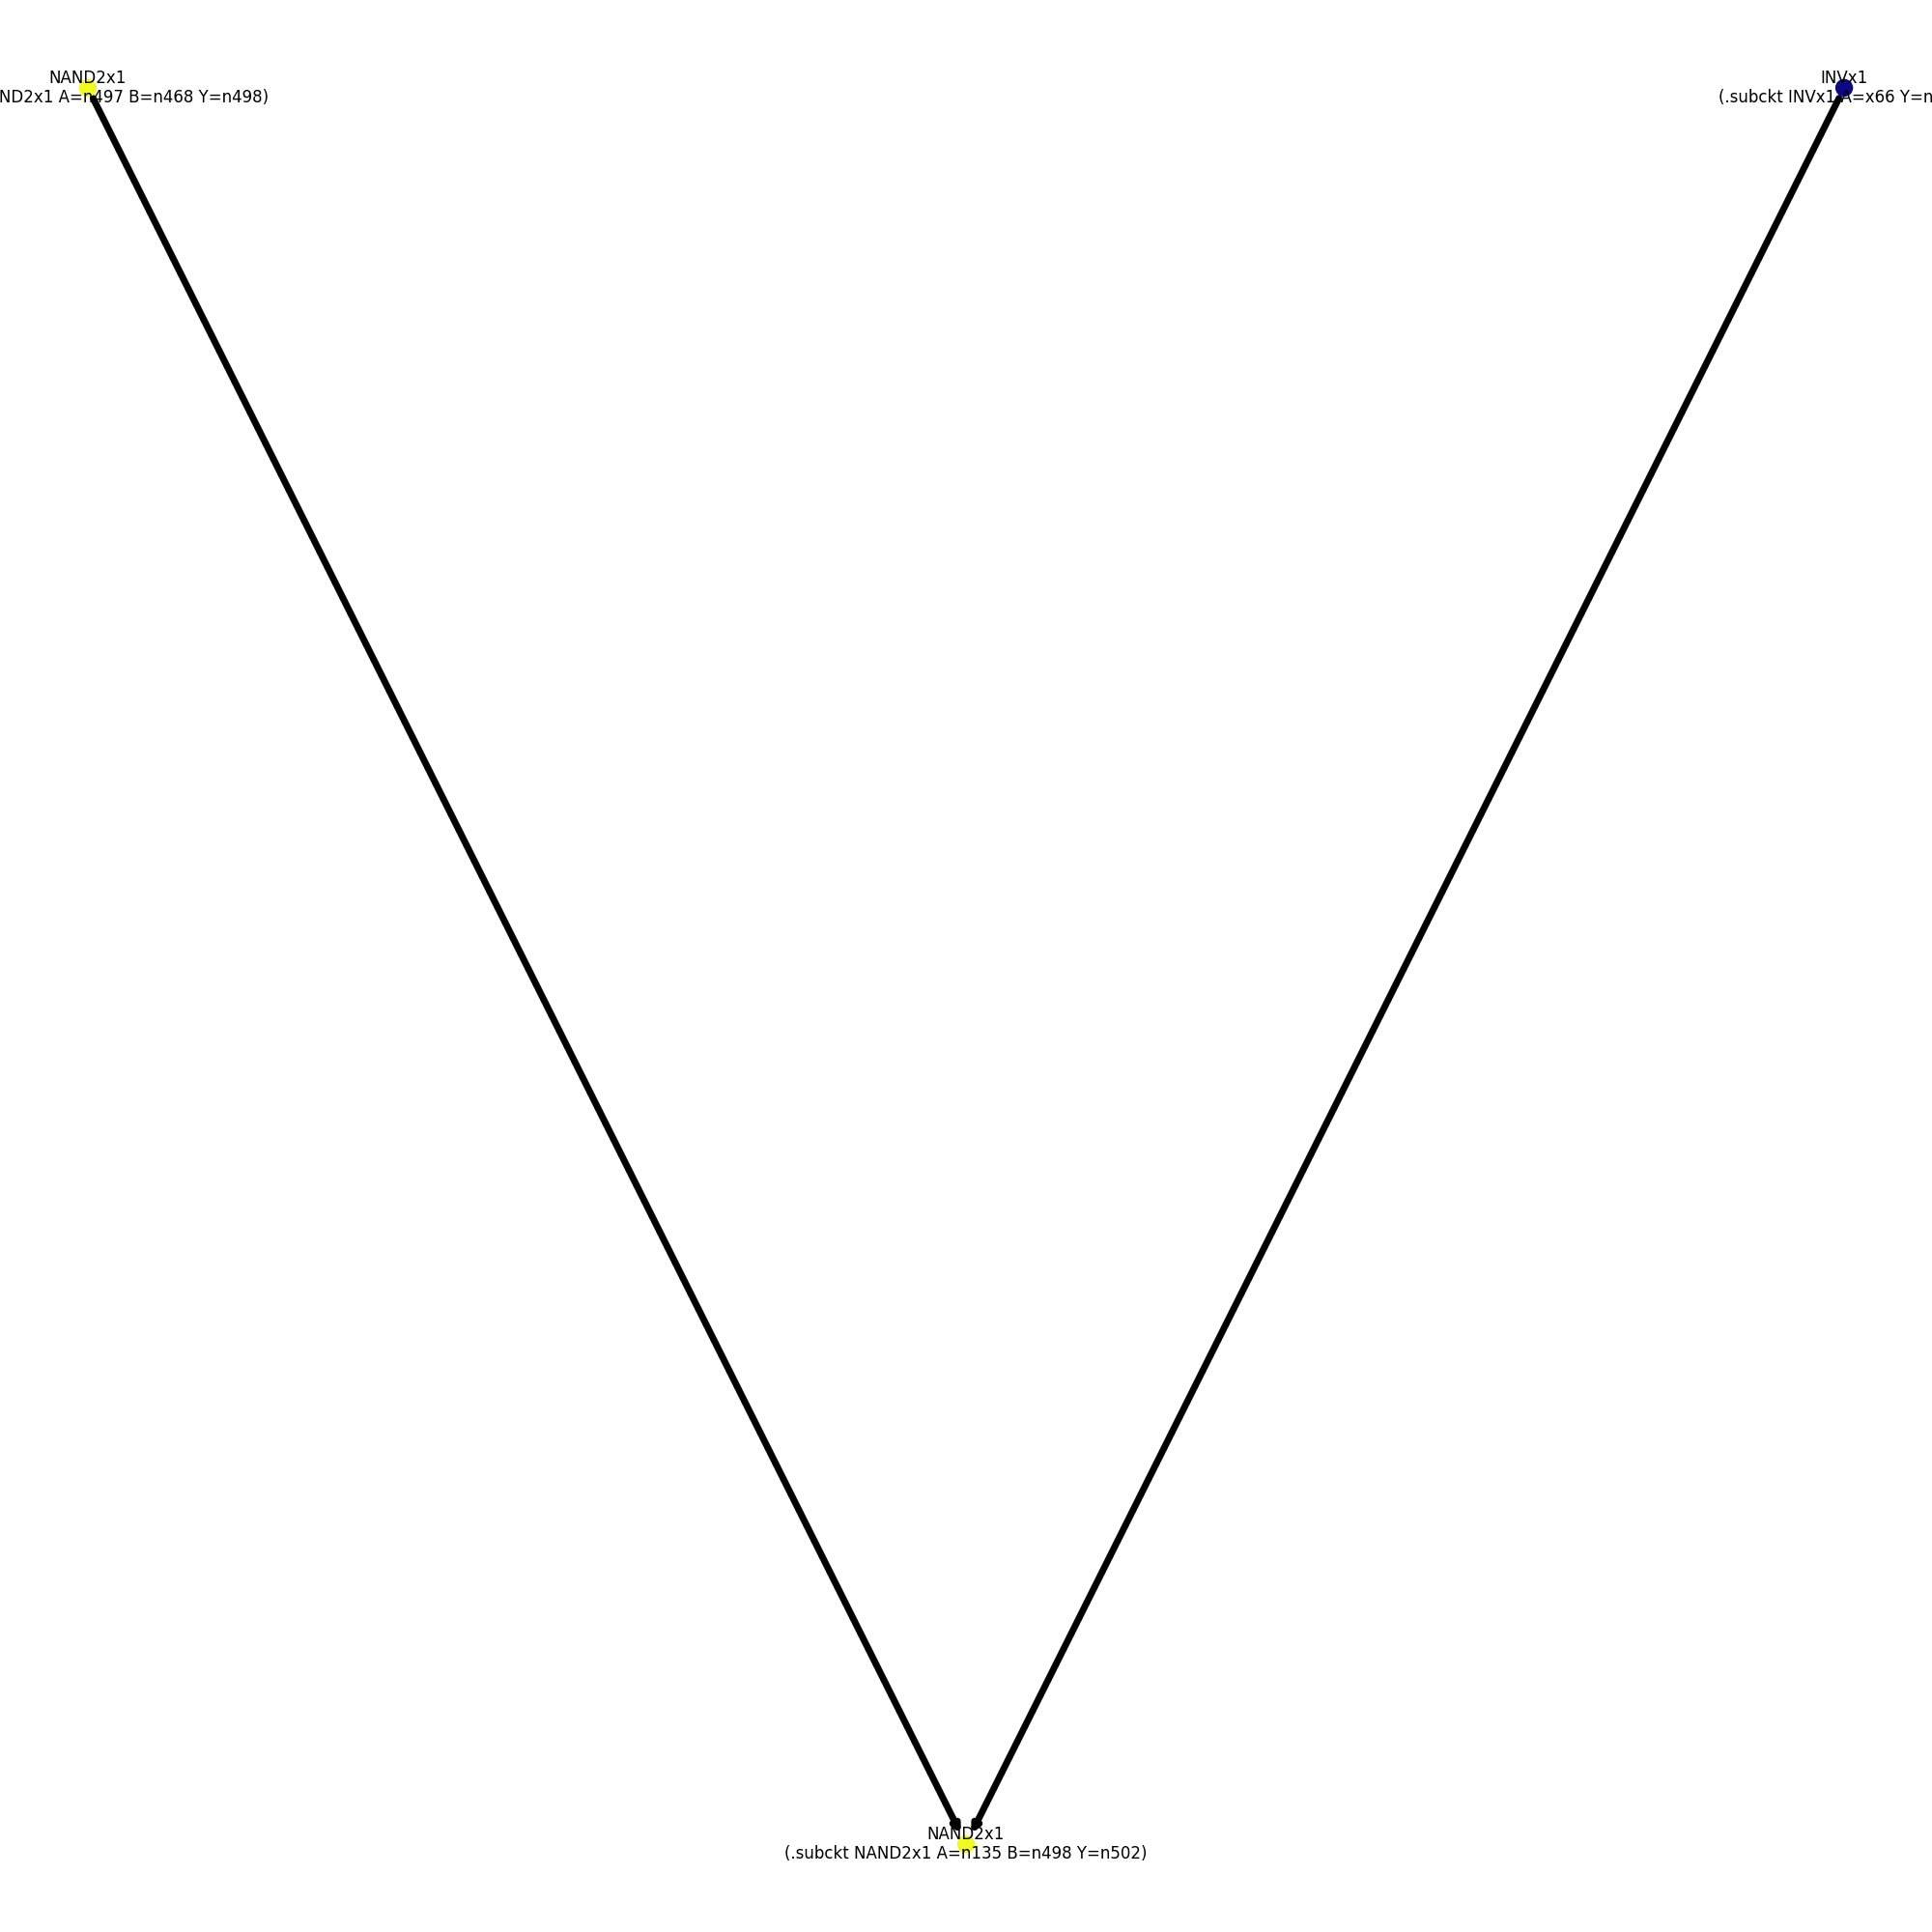 NAND2x1
ND2x1 A=n497 B=n468 Y=n498)
INVx1
(.subckt INVx1 A=x66 Y=n
NAND2x1
(.subckt NAND2x1 A=n135 B=n498 Y=n502)